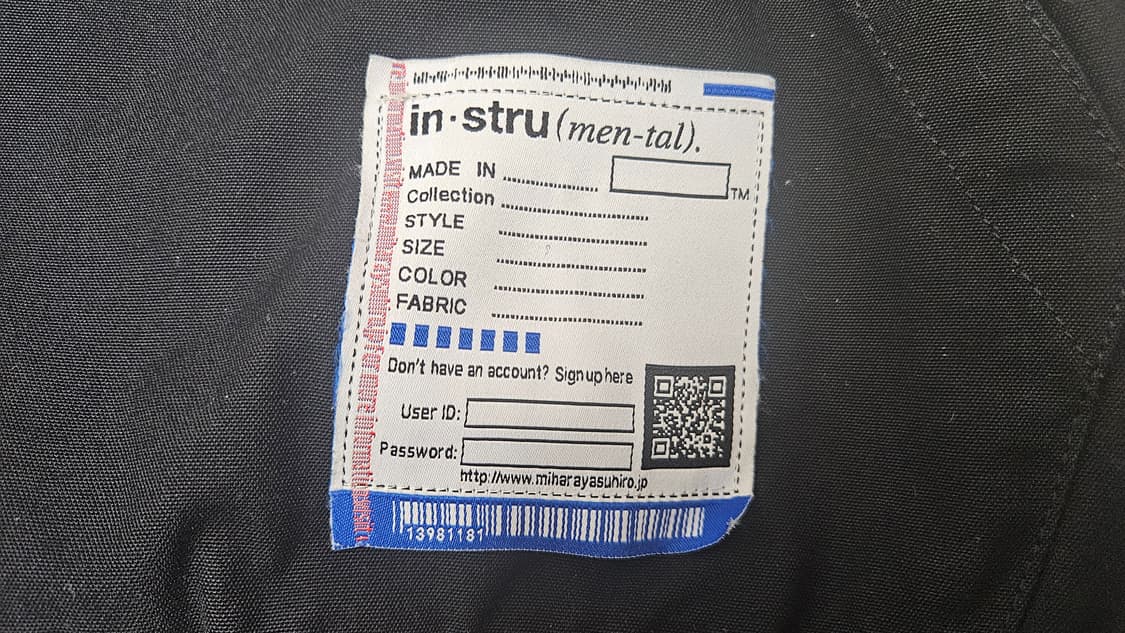 in·stru (men-tal).
MADE IN
TM
Collection
STYLE
SIZE
COLOR
FABRIC
Don't have an account? Sign up here
User ID:
Password:
http://www.miharayasuhiro.jp
13981181